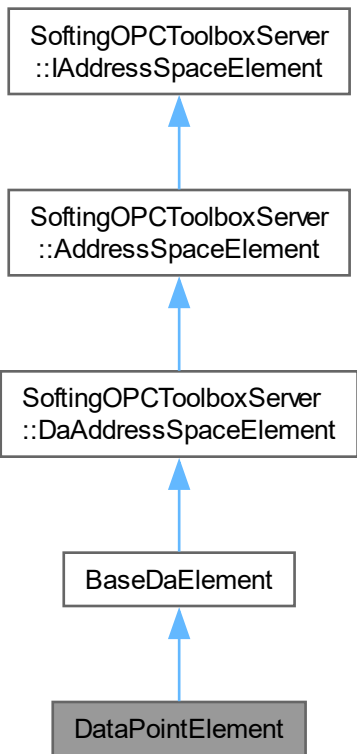 SoftingOPCToolboxServer
::IAddressSpaceElement
SoftingOPCToolboxServer
::AddressSpaceElement
SoftingOPCToolboxServer
::DaAddressSpaceElement
BaseDaElement
DataPointElement